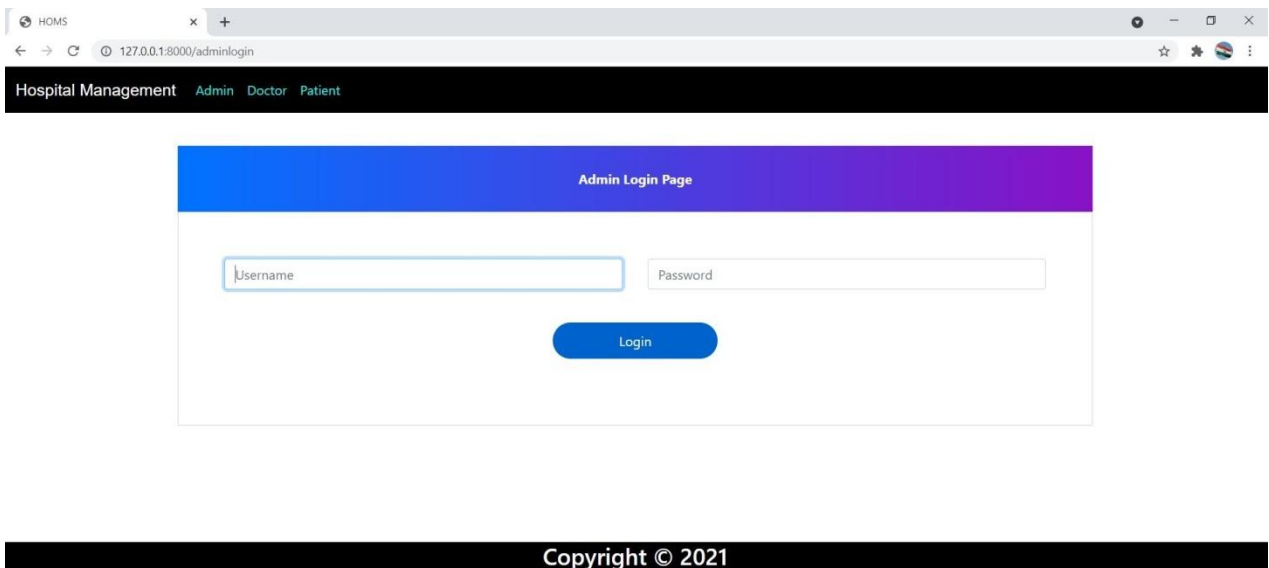 HOMS
127.0.0.1:8000/adminlogin
Hospital Management Admin Doctor Patient
Admin Login Page
Username Password
Login
Copyright © 2021